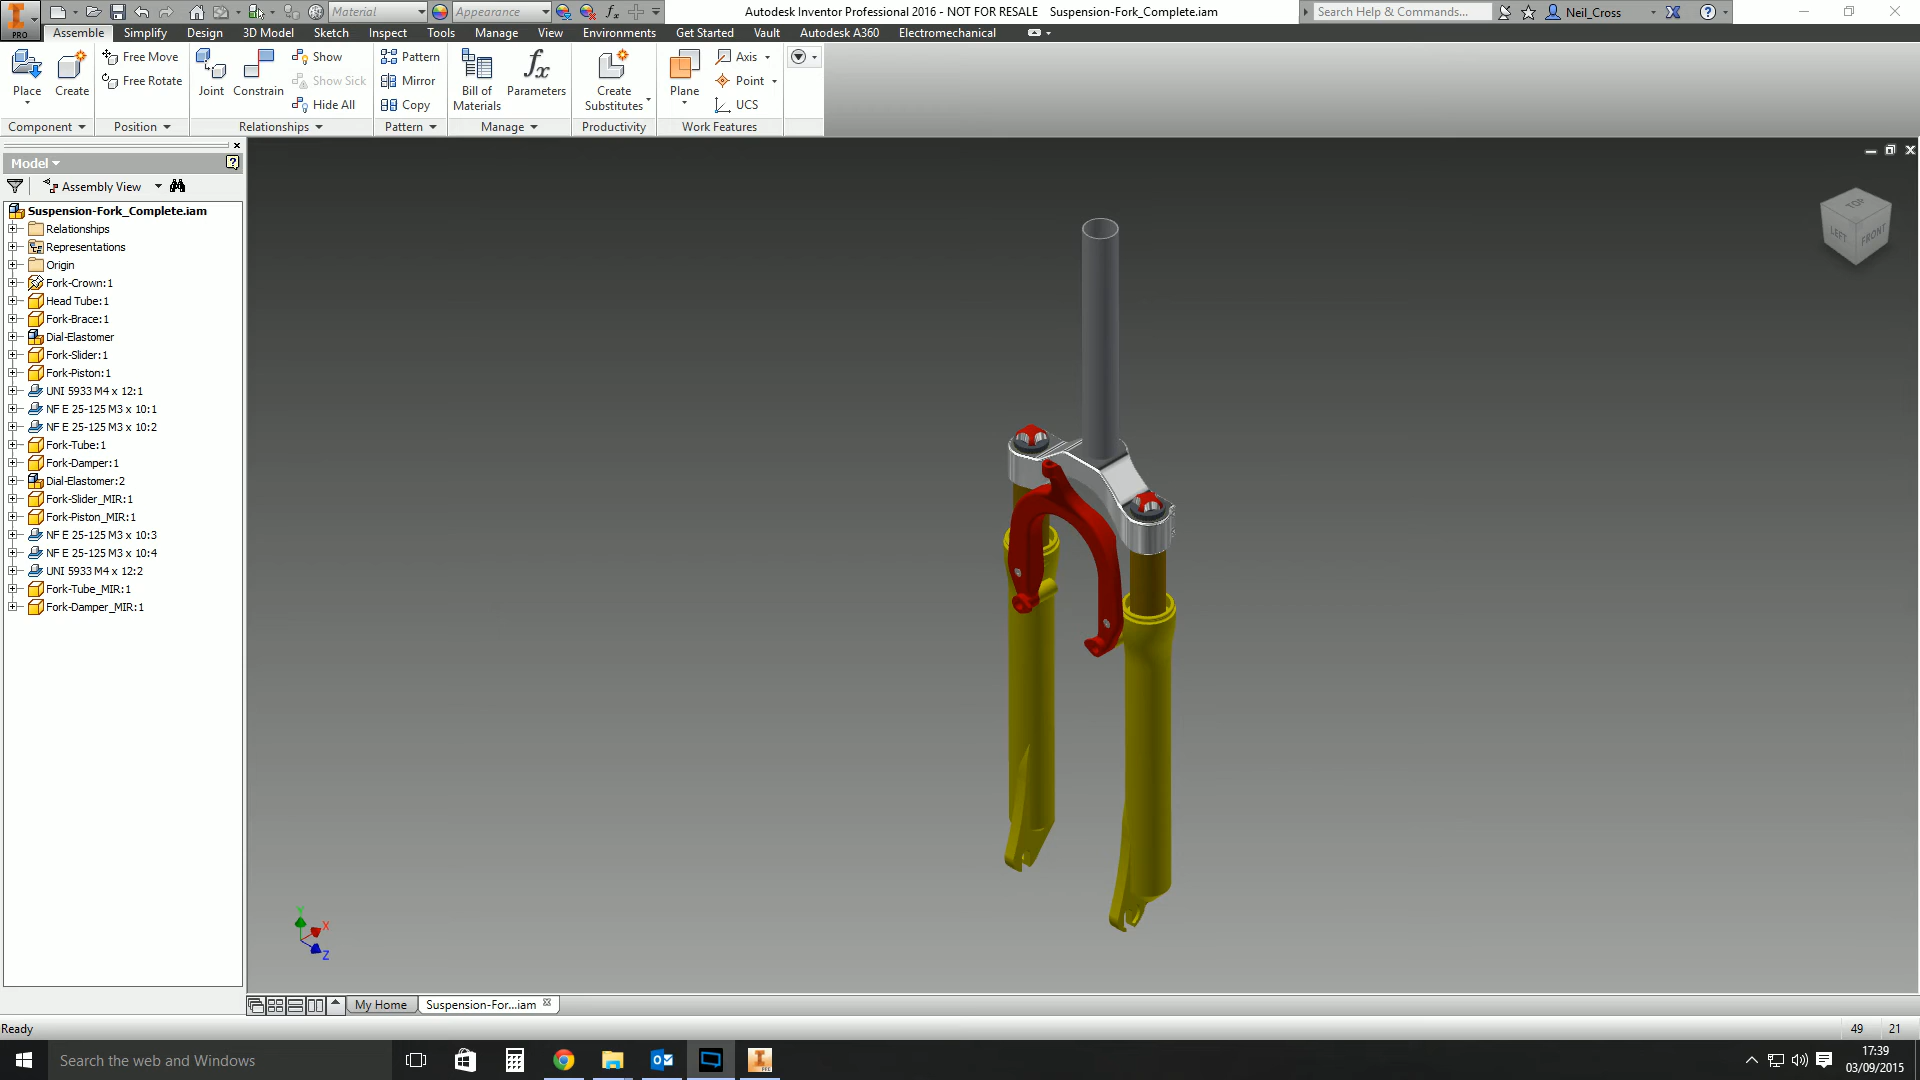 Material
Appearance
Autodesk Inventor Professional 2016 - NOT FOR RESALE Suspension-Fork_Complete.iam
Search Help & Commands...
Neil_Cross
PRO
Assemble Simplify Design 3D Model Sketch Inspect Tools Manage View Environments Get Started Vault Autodesk A360 Electromechanical
Place
Create
Free Move
Free Rotate
Joint
Constrain
Show
Show Sick
Hide All
Pattern
Mirror
Copy
Bill of
Materials
fx
Parameters
Create
Substitutes
Plane
Axis
Point
UCS
Component
Position
Relationships
Pattern
Manage
Productivity
Work Features
Model
Assembly View
Suspension-Fork_Complete.iam
Relationships
Representations
Origin
Fork-Crown:1
Head Tube:1
Fork-Brace:1
Dial-Elastomer
Fork-Slider:1
Fork-Piston:1
UNI 5933 M4 x 12:1
NF E 25-125 M3 x 10:1
NF E 25-125 M3 x 10:2
Fork-Tube:1
Fork-Damper:1
Dial-Elastomer:2
Fork-Slider_MIR:1
Fork-Piston_MIR:1
NF E 25-125 M3 x 10:3
NF E 25-125 M3 x 10:4
UNI 5933 M4 x 12:2
Fork-Tube_MIR:1
Fork-Damper_MIR:1
TOP
LEFT
FRONT
Y
X
Z
My Home
Suspension-For...iam
Ready
49 21
Search the web and Windows
17:39
03/09/2015